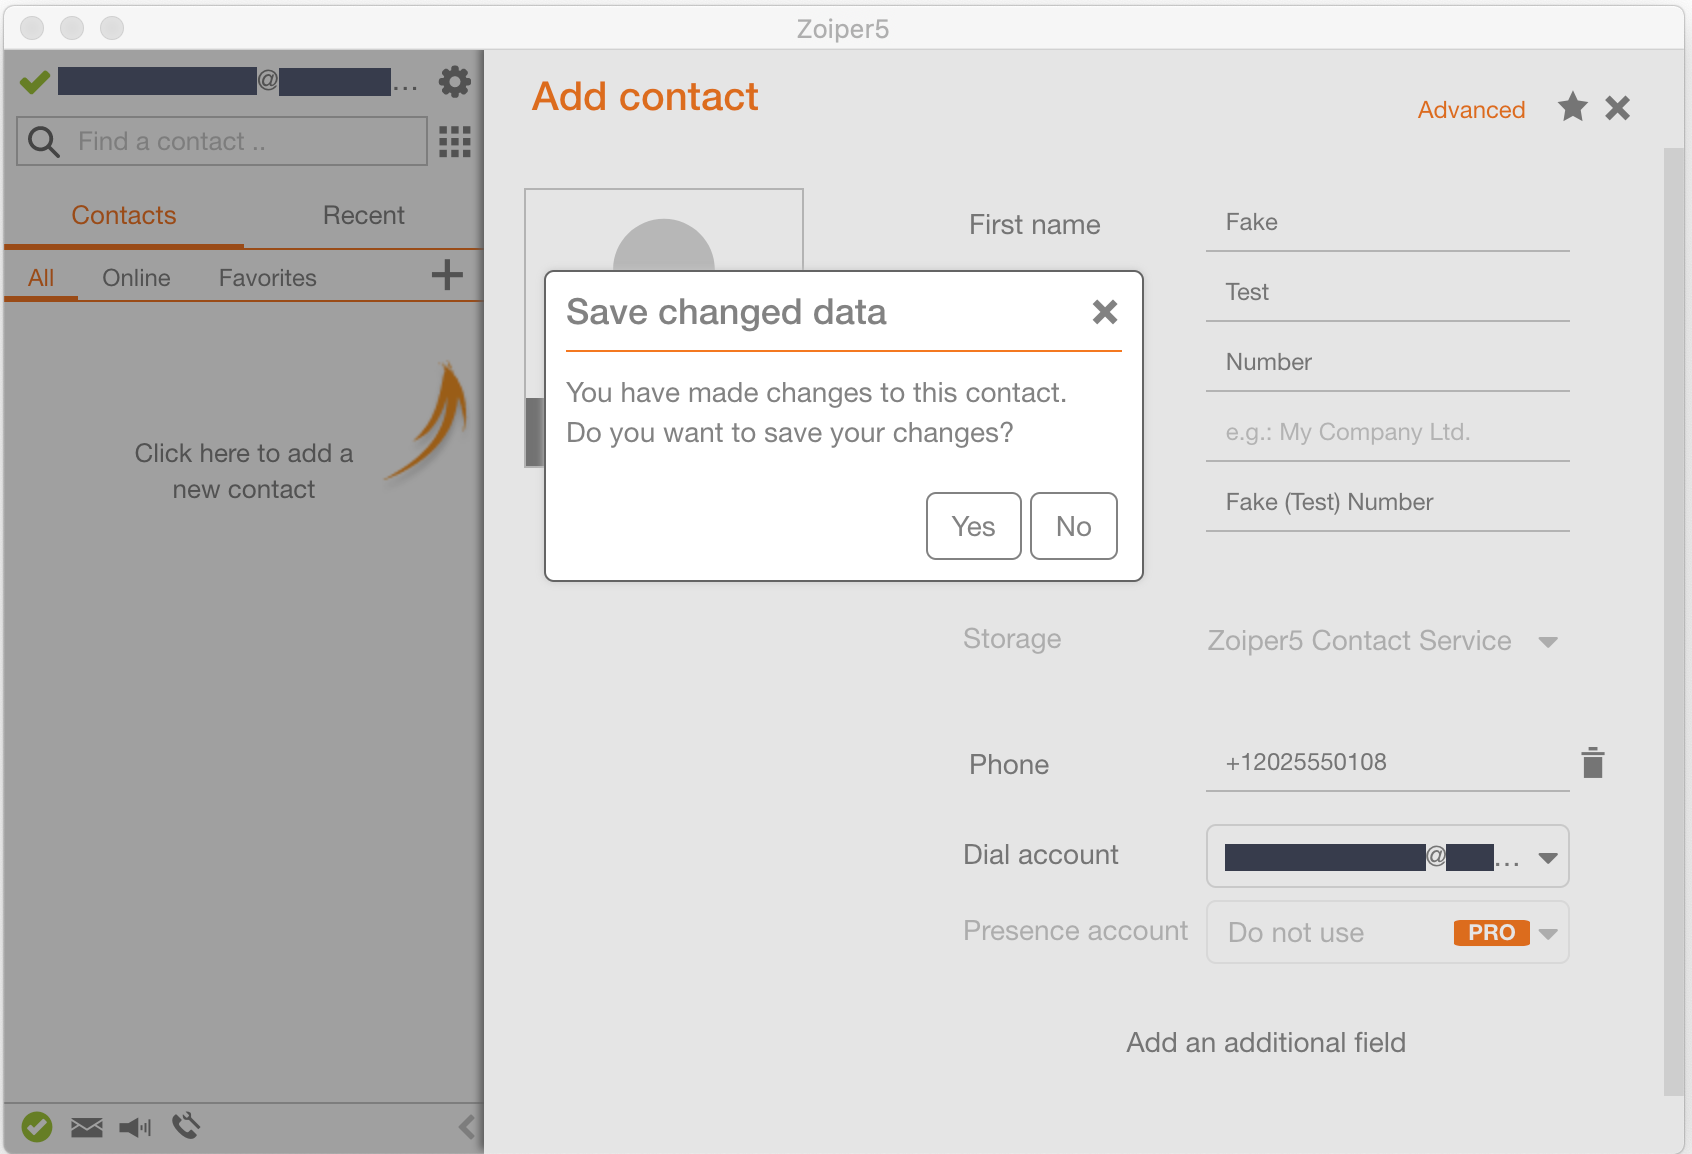 Zoiper5
@ ...
Find a contact ..
Contacts
Recent
All
Online
Favorites
Click here to add a
new contact
Add contact
Advanced
First name
Fake
Test
Number
e.g.: My Company Ltd.
Fake (Test) Number
Save changed data
You have made changes to this contact.
Do you want to save your changes?
Yes
No
Storage
Zoiper5 Contact Service
Phone
+12025550108
Dial account
@ ...
Presence account
Do not use
PRO
Add an additional field